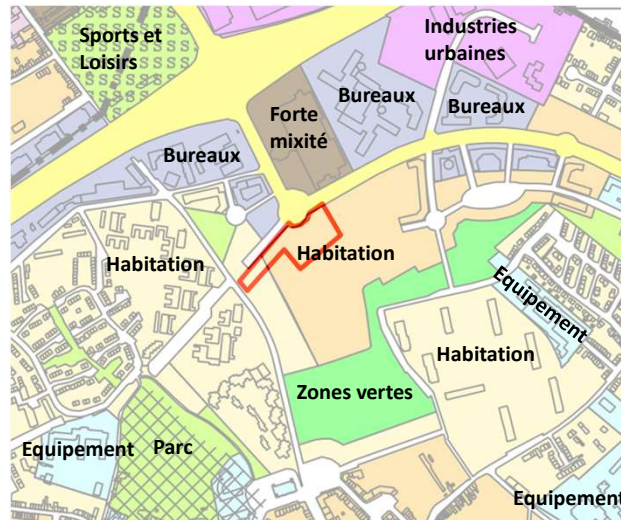 Sports et
Loisirs
Industries
urbaines
Bureaux
Bureaux
Forte
mixité
Bureaux
Habitation
Habitation
Equipement
Habitation
Zones vertes
Equipement
Parc
Equipement